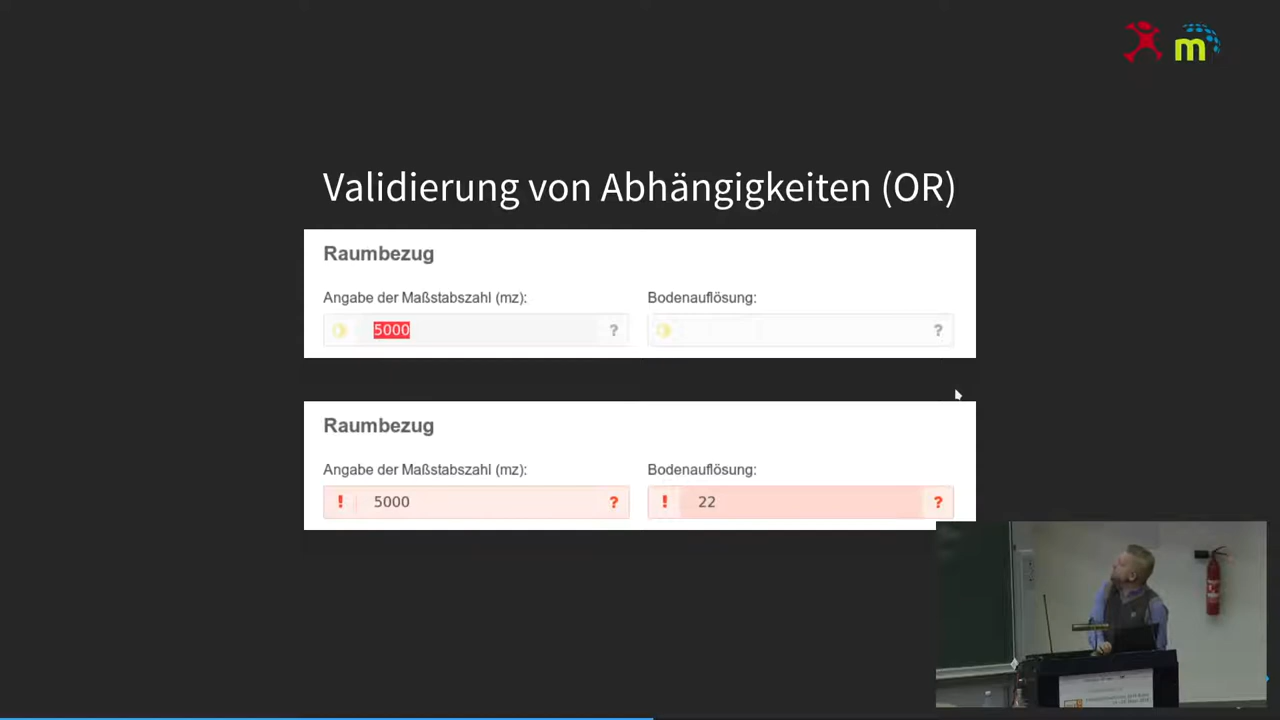 m
Validierung von Abhängigkeiten (OR)
Raumbezug
Angabe der Maßstabszahl (mz): Bodenauflösung:
5000 ? ?
Raumbezug
Angabe der Maßstabszahl (mz): Bodenauflösung:
! 5000 ? ! 22 ?